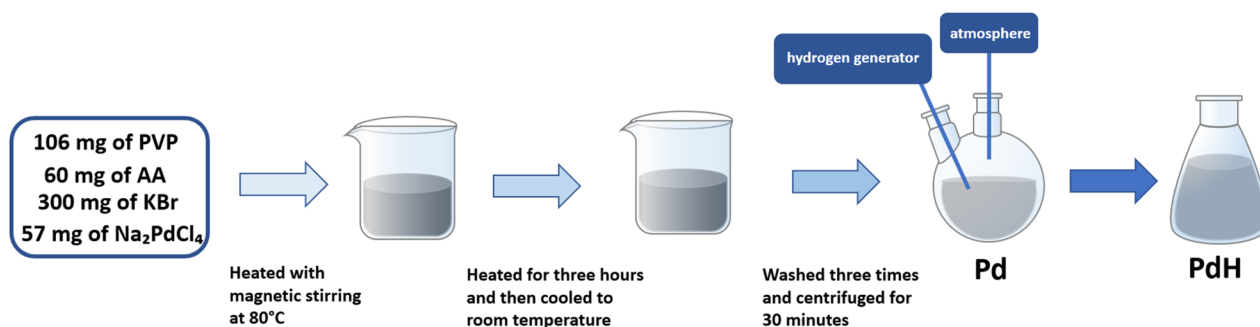 106 mg of PVP
60 mg of AA
300 mg of KBr
57 mg of Na₂PdCl₄
Heated with
magnetic stirring
at 80°C
Heated for three hours
and then cooled to
room temperature
Washed three times
and centrifuged for
30 minutes
hydrogen generator
atmosphere
Pd
PdH